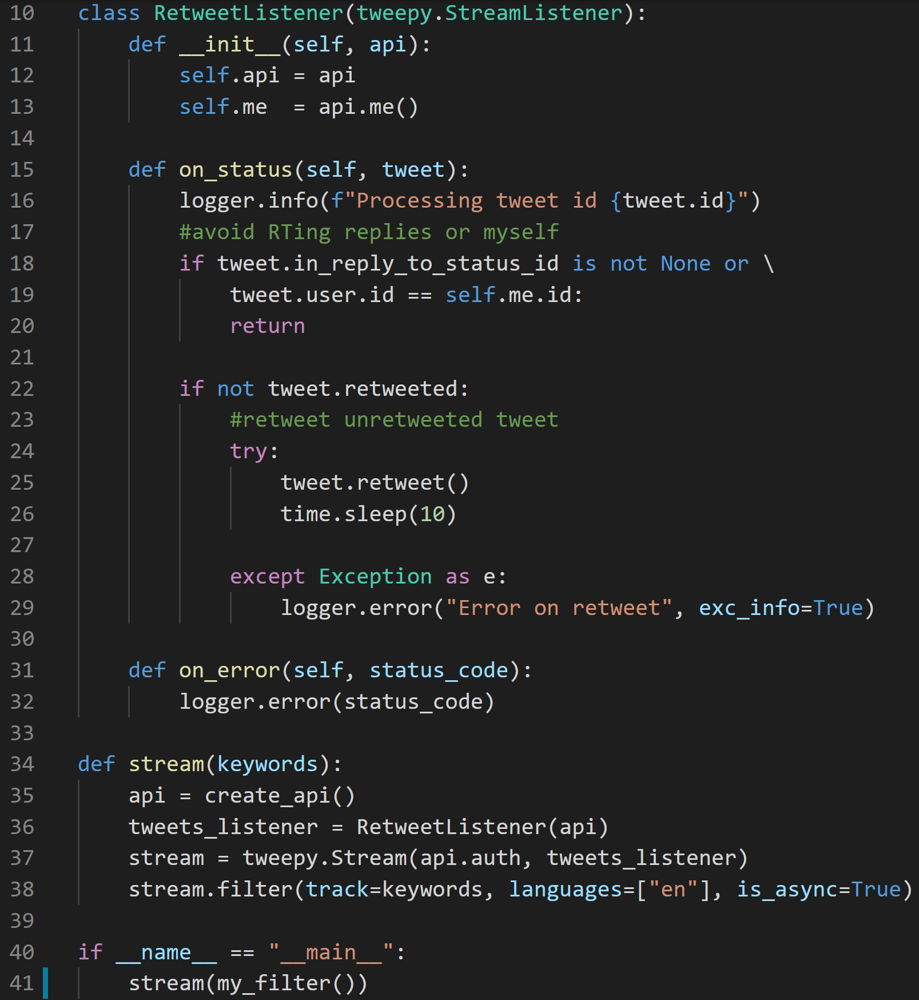 10 class RetweetListener(tweepy.StreamListener):
11     def __init__(self, api):
12         self.api = api
13         self.me  = api.me()
14
15     def on_status(self, tweet):
16         logger.info(f"Processing tweet id {tweet.id}")
17         #avoid RTing replies or myself
18         if tweet.in_reply_to_status_id is not None or \
19             tweet.user.id == self.me.id:
20             return
21
22         if not tweet.retweeted:
23             #retweet unretweeted tweet
24             try:
25                 tweet.retweet()
26                 time.sleep(10)
27
28             except Exception as e:
29                 logger.error("Error on retweet", exc_info=True)
30
31     def on_error(self, status_code):
32         logger.error(status_code)
33
34 def stream(keywords):
35     api = create_api()
36     tweets_listener = RetweetListener(api)
37     stream = tweepy.Stream(api.auth, tweets_listener)
38     stream.filter(track=keywords, languages=["en"], is_async=True)
39
40 if __name__ == "__main__":
41     stream(my_filter())